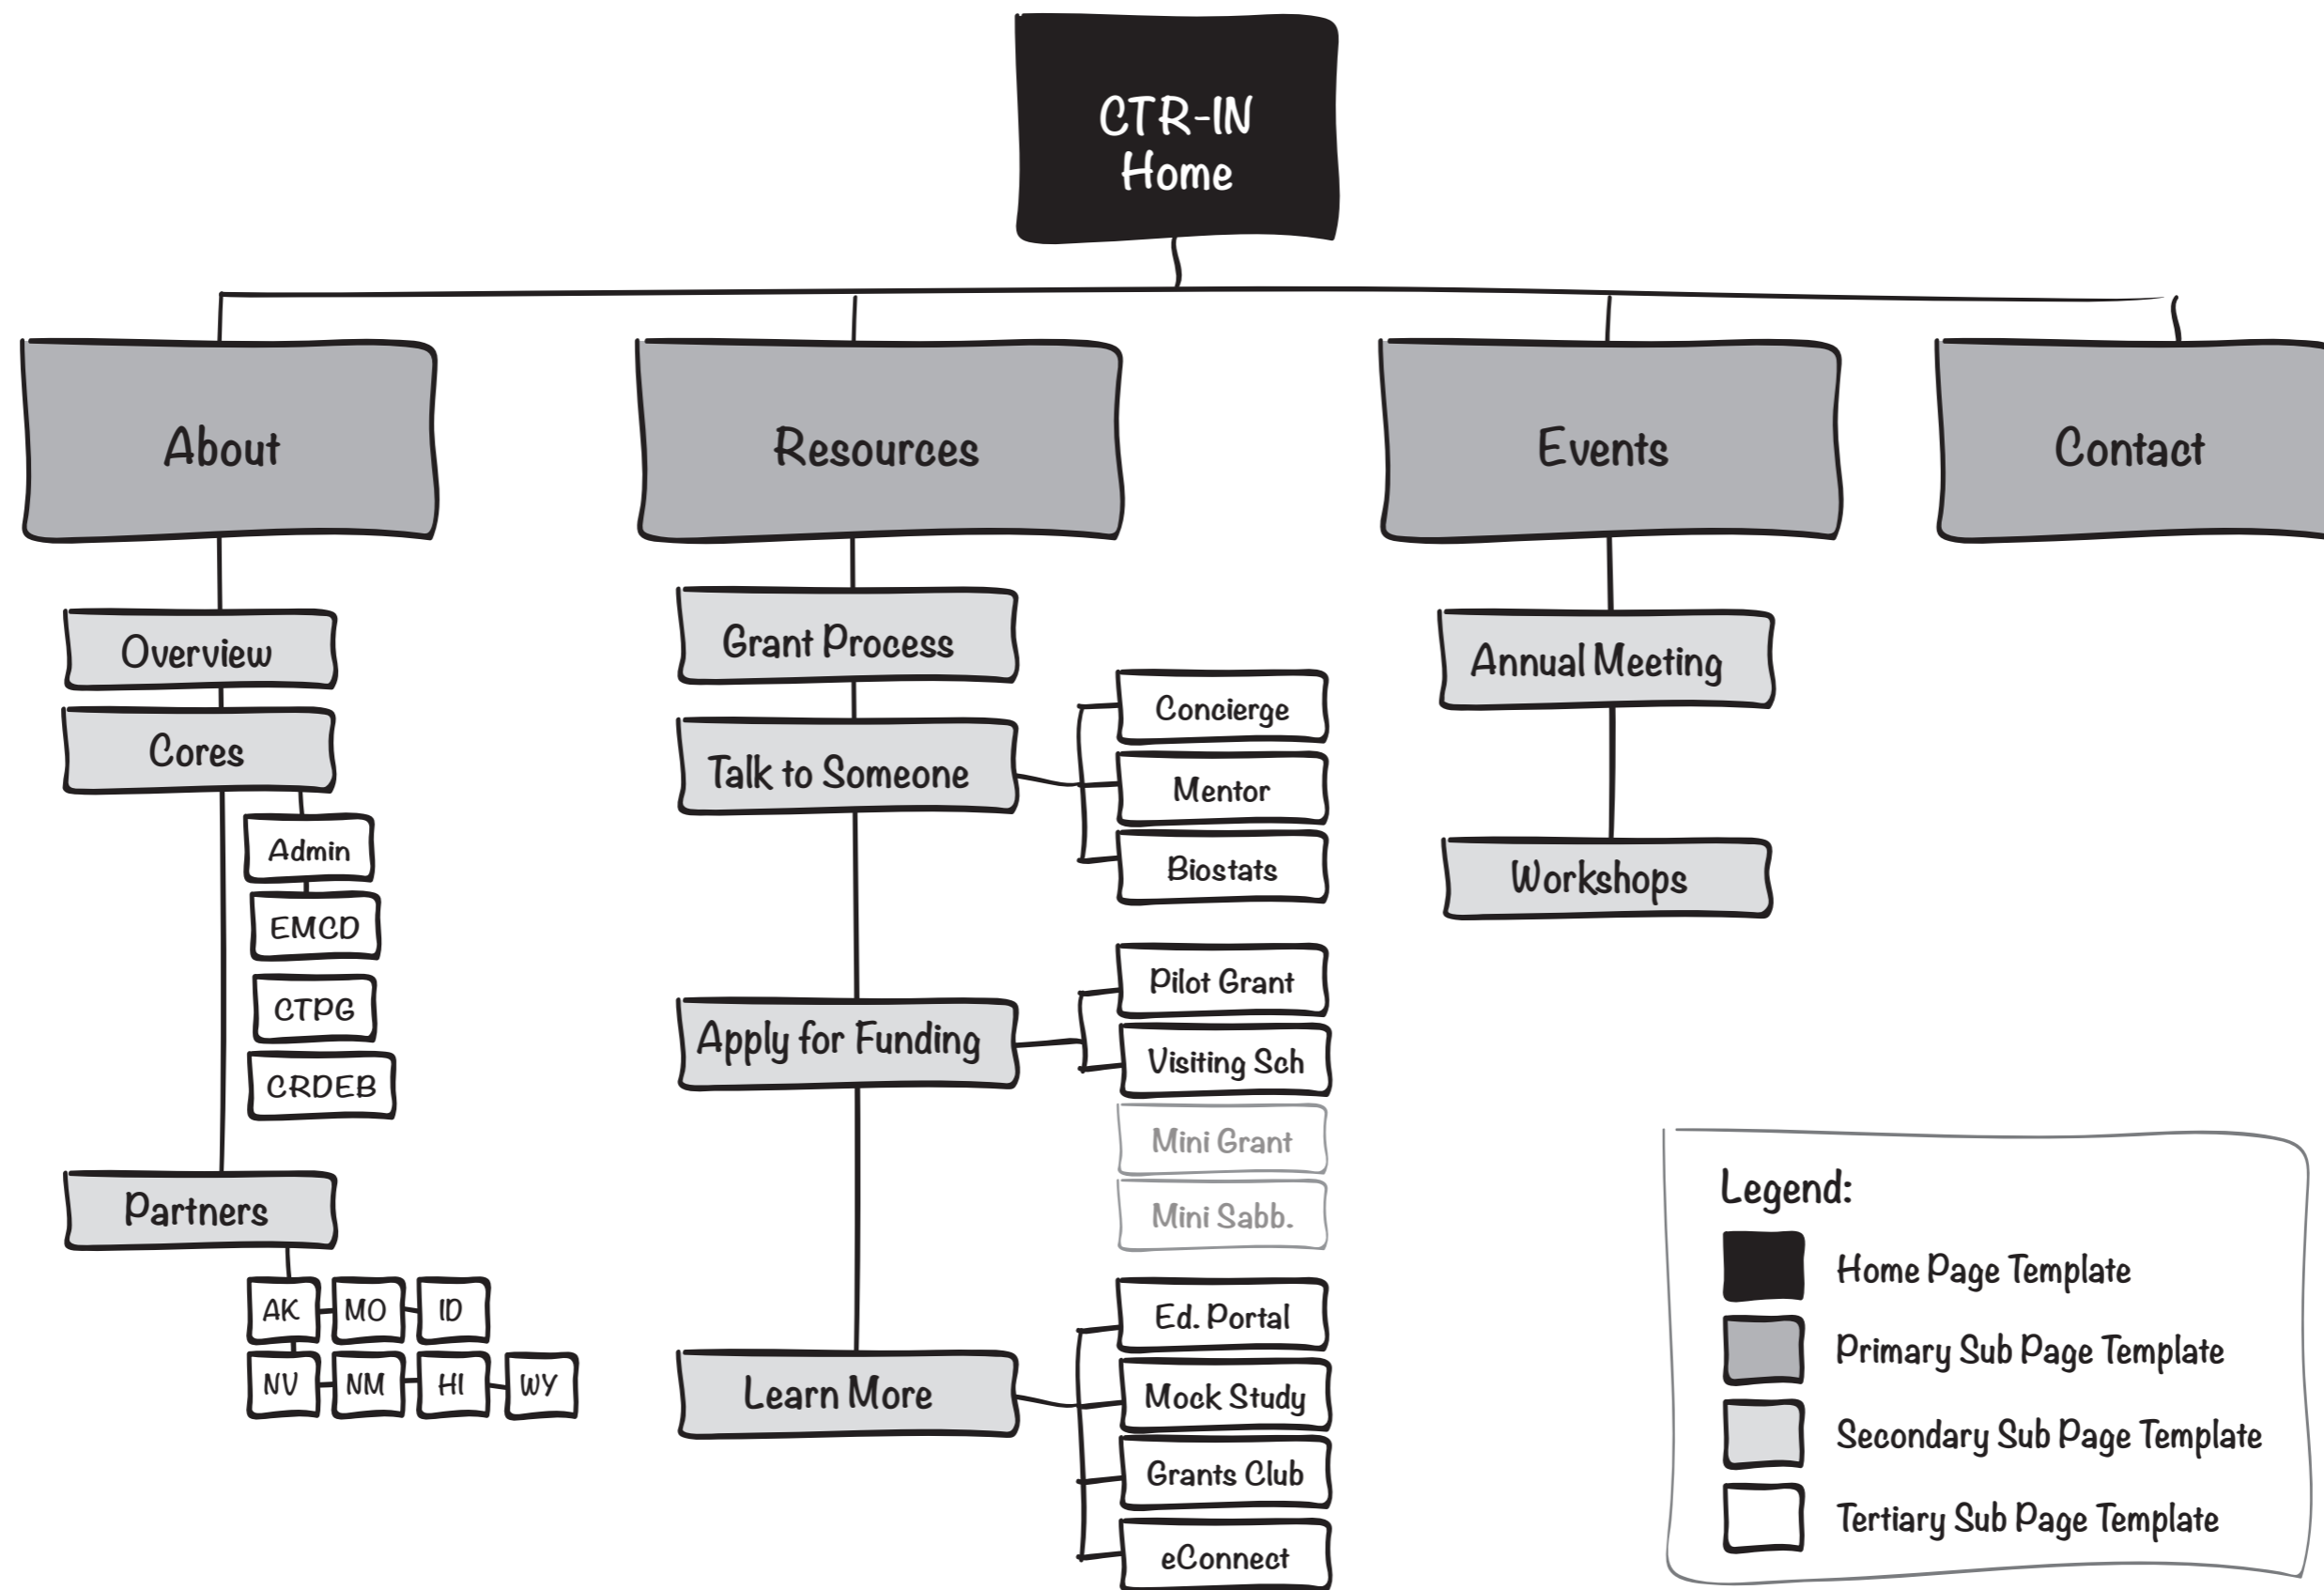 CTR-IN
Home
About
Resources
Events
Contact
Overview
Cores
Admin
EMCD
CTPG
CRDEB
Partners
AK
MO
ID
NV
NM
HI
WY
Grant Process
Talk to Someone
Concierge
Mentor
Biostats
Apply for Funding
Pilot Grant
Visiting Sch
Mini Grant
Mini Sabb.
Learn More
Ed. Portal
Mock Study
Grants Club
eConnect
Annual Meeting
Workshops
Legend:
Home Page Template
Primary Sub Page Template
Secondary Sub Page Template
Tertiary Sub Page Template